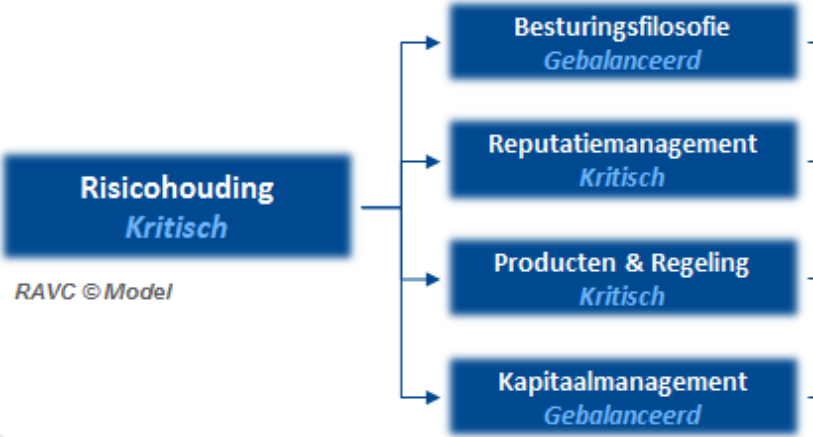 Besturingsfilosofie
Gebalanceerd
Reputatiemanagement
Kritisch
Risicohouding
Kritisch
Producten & Regeling
Kritisch
RAVC © Model
Kapitaalmanagement
Gebalanceerd